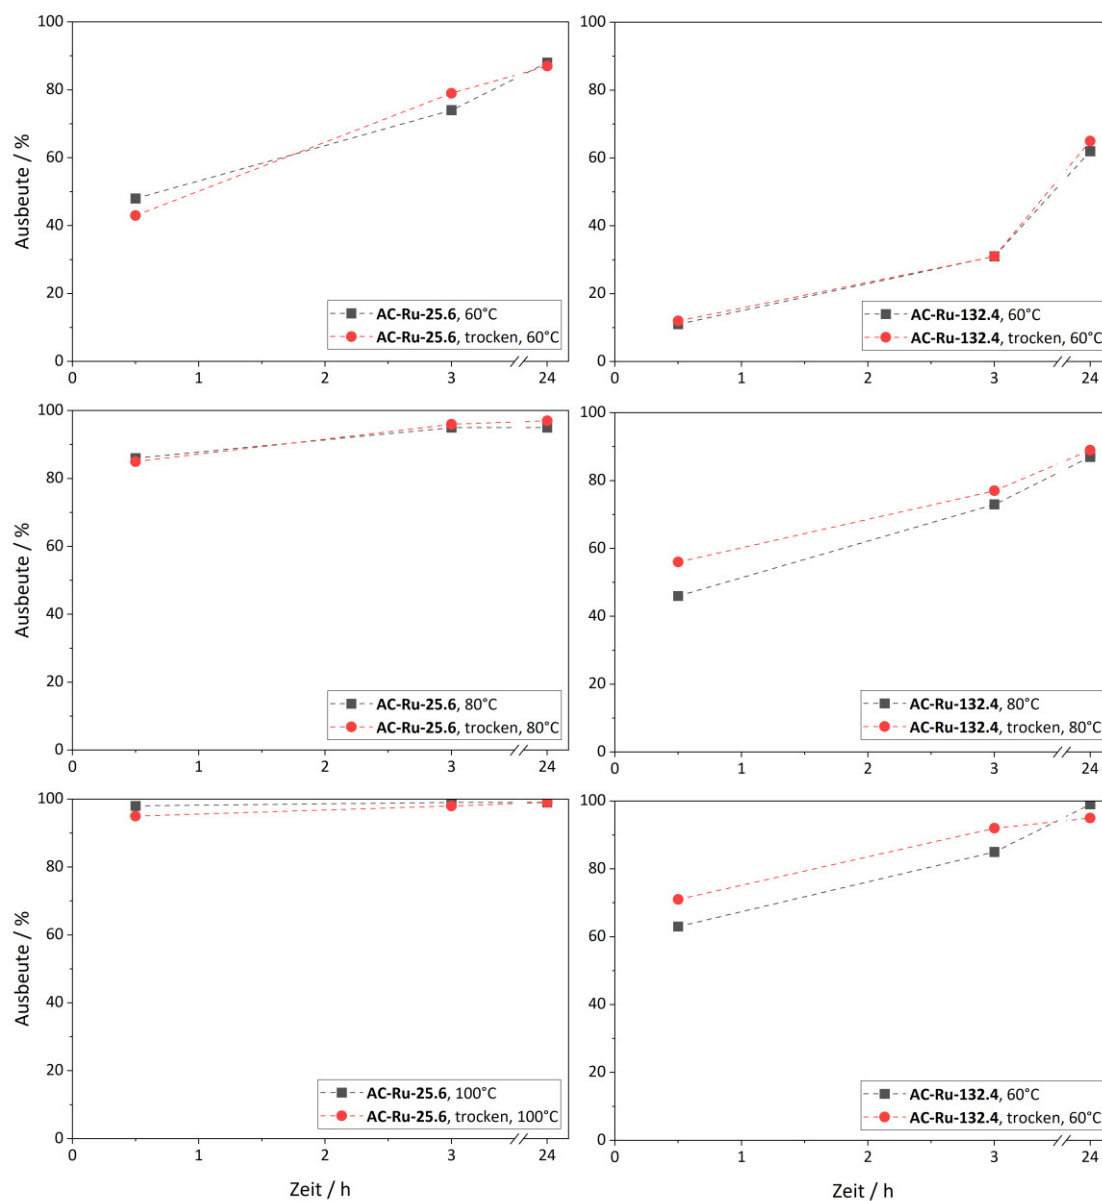 100
80
60
40
20
0
Ausbeute / %
AC-Ru-25.6, 60°C
AC-Ru-25.6, trocken, 60°C
0 1 2 3 24
100
80
60
40
20
0
AC-Ru-132.4, 60°C
AC-Ru-132.4, trocken, 60°C
0 1 2 3 24
100
80
60
40
20
0
Ausbeute / %
AC-Ru-25.6, 80°C
AC-Ru-25.6, trocken, 80°C
0 1 2 3 24
100
80
60
40
20
0
AC-Ru-132.4, 80°C
AC-Ru-132.4, trocken, 80°C
0 1 2 3 24
100
80
60
40
20
0
Ausbeute / %
AC-Ru-25.6, 100°C
AC-Ru-25.6, trocken, 100°C
0 1 2 3 24
Zeit / h
100
80
60
40
20
0
AC-Ru-132.4, 60°C
AC-Ru-132.4, trocken, 60°C
0 1 2 3 24
Zeit / h